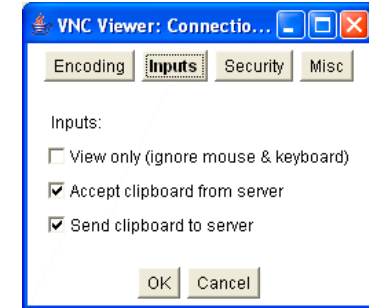 VNC Viewer: Connectio...
Encoding Inputs Security Misc
Inputs:
View only (ignore mouse & keyboard)
Accept clipboard from server
Send clipboard to server
OK Cancel